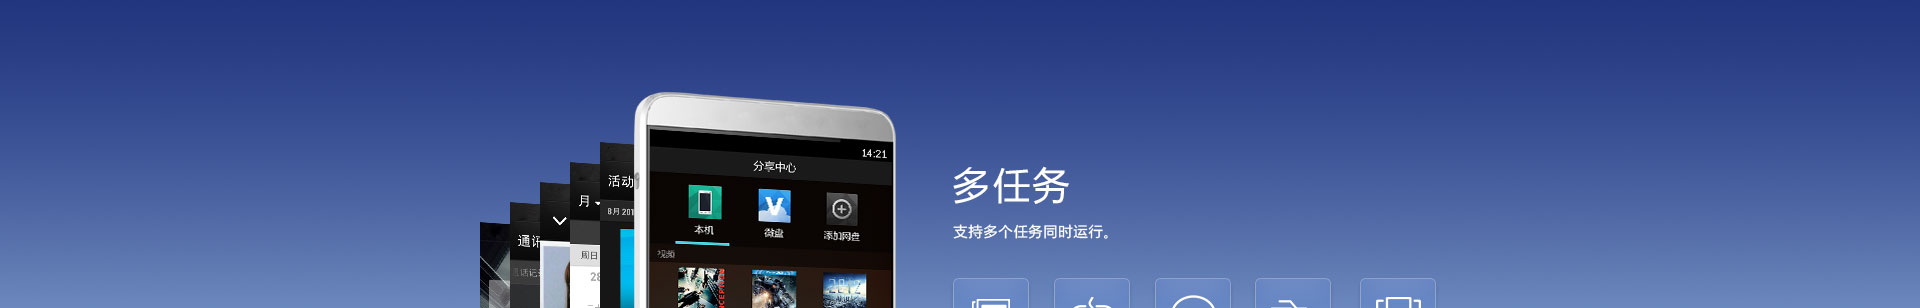 14:21
分享中心
本机
微盘
添加网盘
视频
活动
8月 201
月
周日
28
通讯
多任务
支持多个任务同时运行。
2012